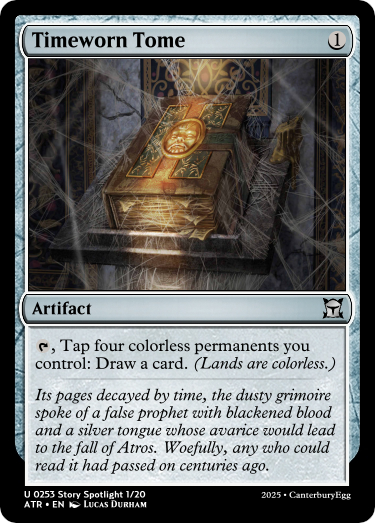 Timeworn Tome 1
Artifact
, Tap four colorless permanents you
control: Draw a card. (Lands are colorless.)
Its pages decayed by time, the dusty grimoire
spoke of a false prophet with blackened blood
and a silver tongue whose avarice would lead
to the fall of Atros. Woefully, any who could
read it had passed on centuries ago.
U 0253 Story Spotlight 1/20
ATR • EN Lucas Durham
2025 • CanterburyEgg